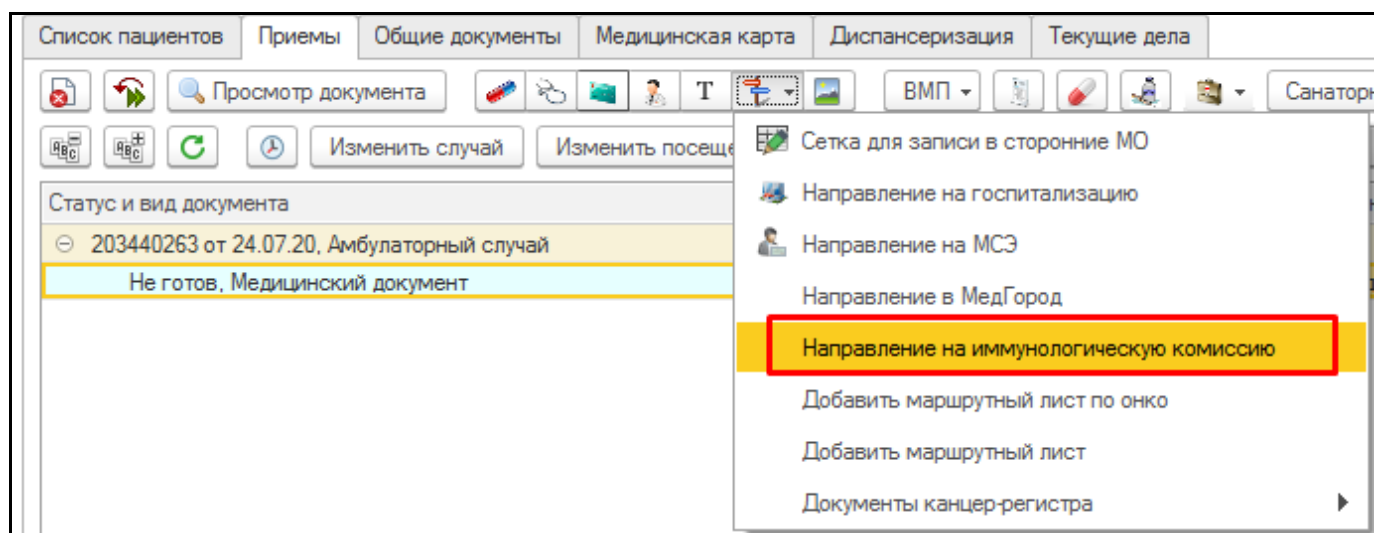 Список пациентов Приемы Общие документы Медицинская карта Диспансеризация Текущие дела
Просмотр документа T ВМП
Изменить случай
Статус и вид документа
203440263 от 24.07.20, Амбулаторный случай
Не готов, Медицинский документ
Сетка для записи в сторонние МО
Направление на госпитализацию
Направление на МСЭ
Направление в МедГород
Направление на иммунологическую комиссию
Добавить маршрутный лист по онко
Добавить маршрутный лист
Документы канцер-регистра